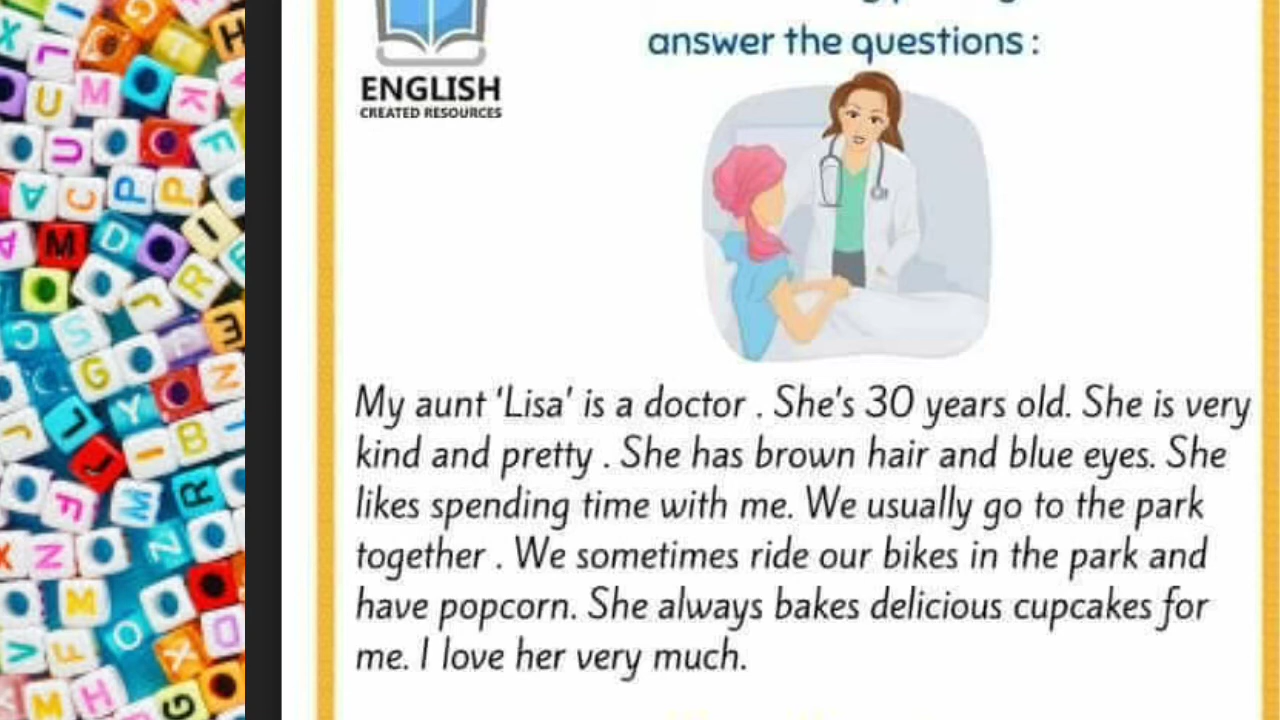 answer the questions :
ENGLISH
CREATED RESOURCES
My aunt 'Lisa' is a doctor . She's 30 years old. She is very
kind and pretty . She has brown hair and blue eyes. She
likes spending time with me. We usually go to the park
together . We sometimes ride our bikes in the park and
have popcorn. She always bakes delicious cupcakes for
me. I love her very much.